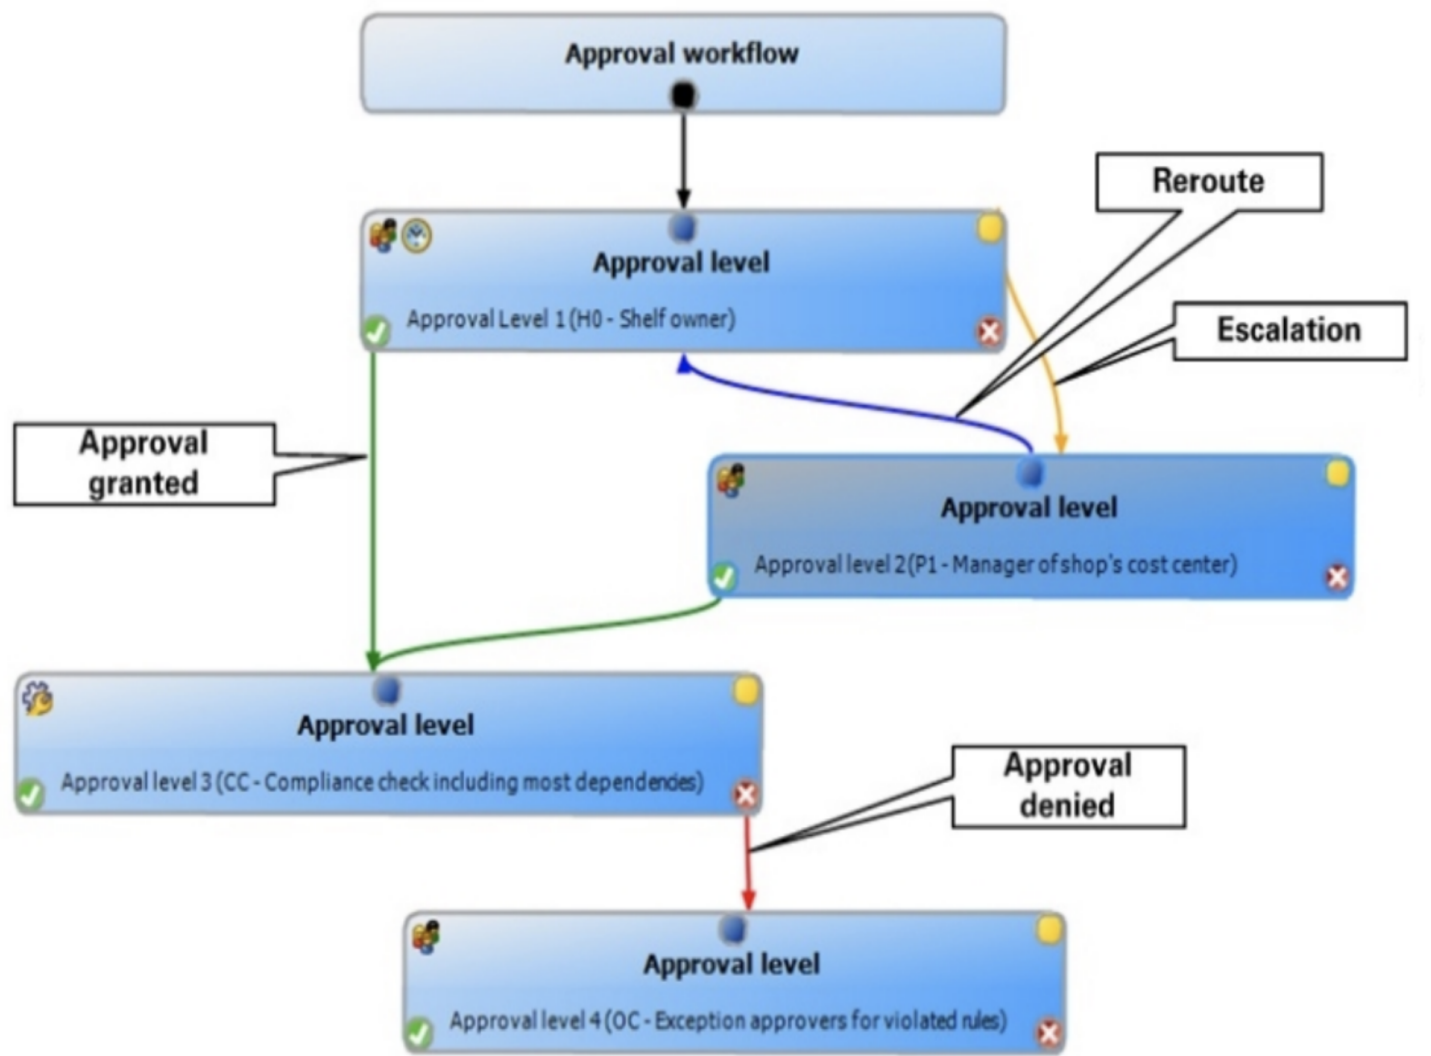 Approval workflow
Reroute
Approval level
Approval Level 1 (H0 - Shelf owner)
Escalation
Approval
granted
Approval level
Approval level 2(P1 - Manager of shop's cost center)
Approval level
Approval level 3 (CC - Compliance check including most dependencies)
Approval
denied
Approval level
Approval level 4 (OC - Exception approvers for violated rules)